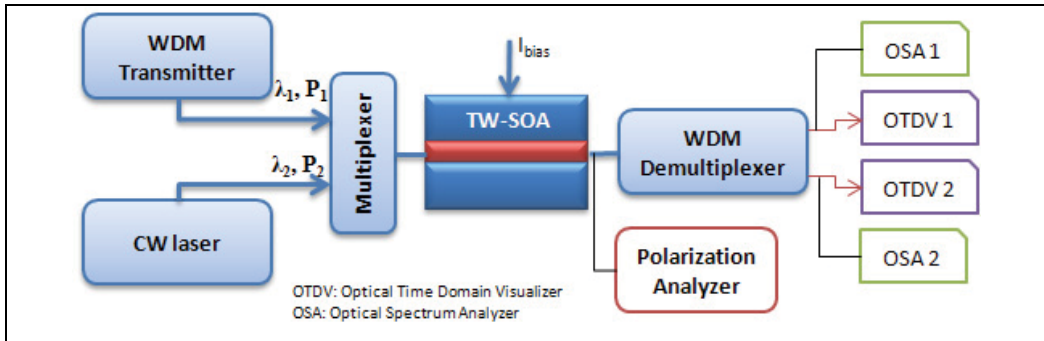 WDM
Transmitter
λ₁, P₁
λ₂, P₂
CW laser
Multiplexer
I_bias
TW-SOA
WDM
Demultiplexer
Polarization
Analyzer
OSA 1
OTDV 1
OTDV 2
OSA 2
OTDV: Optical Time Domain Visualizer
OSA: Optical Spectrum Analyzer